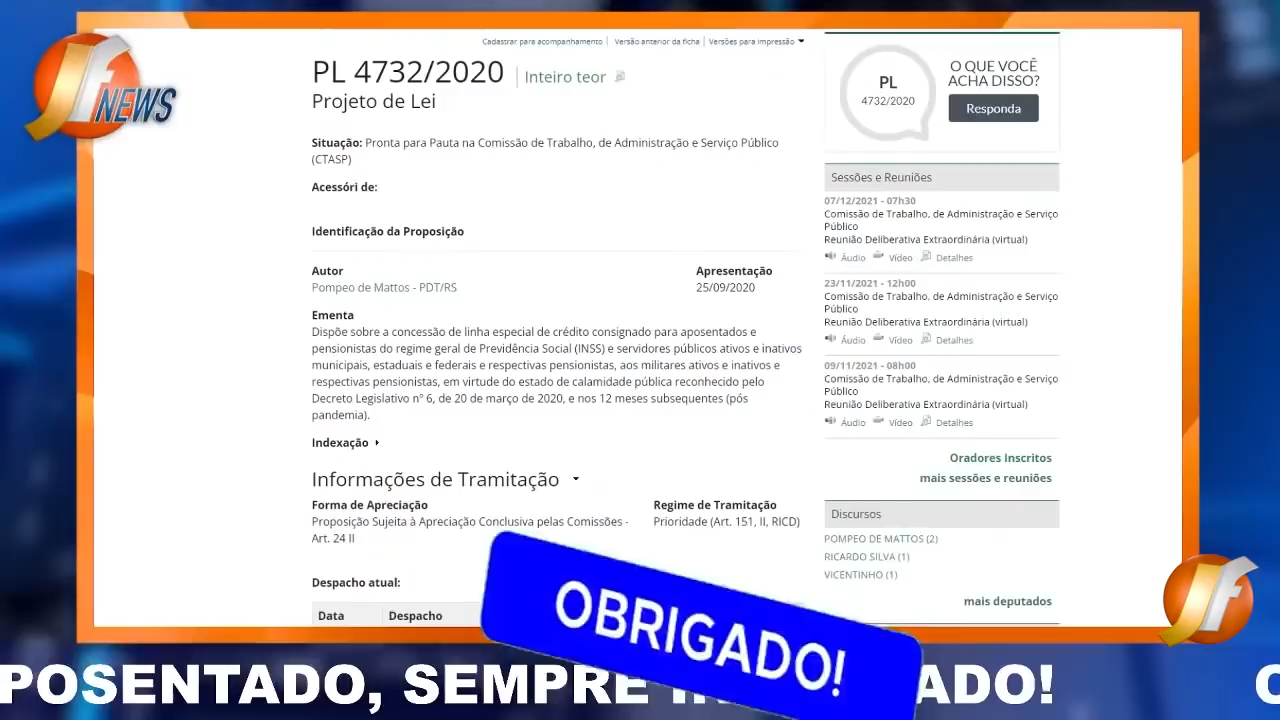 Cadastrar para acompanhamento | Versão anterior da ficha | Versões para impressão
PL 4732/2020 | Inteiro teor
Projeto de Lei
Situação: Pronta para Pauta na Comissão de Trabalho, de Administração e Serviço Público
(CTASP)
Acessóri de:
Identificação da Proposição
Autor
Pompeo de Mattos - PDT/RS
Apresentação
25/09/2020
Ementa
Dispõe sobre a concessão de linha especial de crédito consignado para aposentados e
pensionistas do regime geral de Previdência Social (INSS) e servidores públicos ativos e inativos
municipais, estaduais e federais e respectivas pensionistas, aos militares ativos e inativos e
respectivas pensionistas, em virtude do estado de calamidade pública reconhecido pelo
Decreto Legislativo nº 6, de 20 de março de 2020, e nos 12 meses subsequentes (pós
pandemia).
Indexação
Informações de Tramitação
Forma de Apreciação
Proposição Sujeita à Apreciação Conclusiva pelas Comissões -
Art. 24 II
Regime de Tramitação
Prioridade (Art. 151, II, RICD)
Despacho atual:
Data
Despacho
PL
4732/2020
O QUE VOCÊ
ACHA DISSO?
Responda
Sessões e Reuniões
07/12/2021 - 07h30
Comissão de Trabalho, de Administração e Serviço
Público
Reunião Deliberativa Extraordinária (virtual)
Áudio Vídeo Detalhes
23/11/2021 - 12h00
Comissão de Trabalho, de Administração e Serviço
Público
Reunião Deliberativa Extraordinária (virtual)
Áudio Vídeo Detalhes
09/11/2021 - 08h00
Comissão de Trabalho, de Administração e Serviço
Público
Reunião Deliberativa Extraordinária (virtual)
Áudio Vídeo Detalhes
Oradores Inscritos
mais sessões e reuniões
Discursos
POMPEO DE MATTOS (2)
RICARDO SILVA (1)
VICENTINHO (1)
mais deputados
Jf
NEWS
Jf
OBRIGADO!
POSENTADO, SEMPRE ADO!